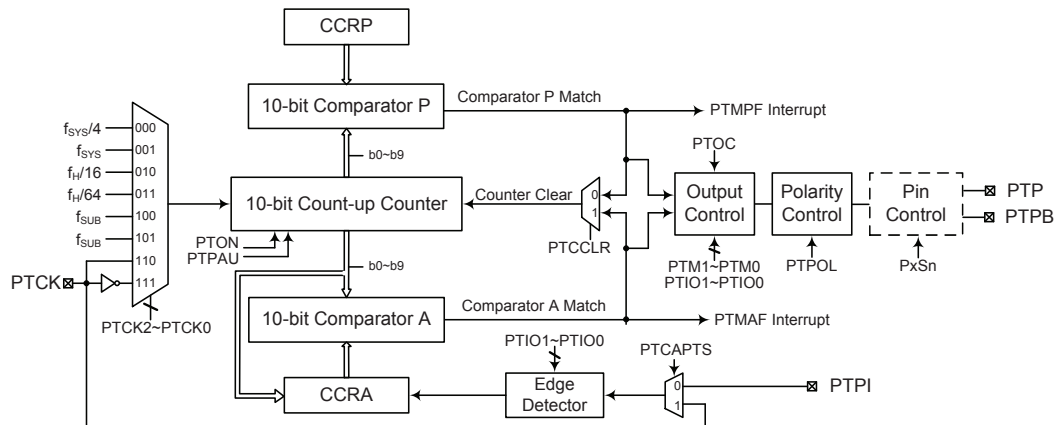 CCRP
10-bit Comparator P
Comparator P Match
PTMPF Interrupt
b0~b9
fSYS/4
fSYS
fH/16
fH/64
fSUB
fSUB
000
001
010
011
100
101
110
111
PTCK
PTCK2~PTCK0
10-bit Count-up Counter
PTON
PTPAU
Counter Clear
0
1
PTCCLR
PTOC
Output
Control
PTM1~PTM0
PTIO1~PTIO0
Polarity
Control
PTPOL
Pin
Control
PxSn
PTP
PTPB
b0~b9
10-bit Comparator A
Comparator A Match
PTMAF Interrupt
CCRA
PTIO1~PTIO0
Edge
Detector
PTCAPTS
0
1
PTPI